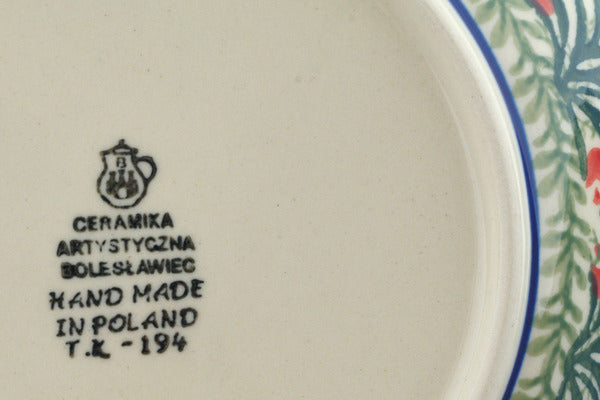 B
CERAMIKA
ARTYSTYCZNA
BOLESŁAWIEC
HAND MADE
IN POLAND
T.K - 194